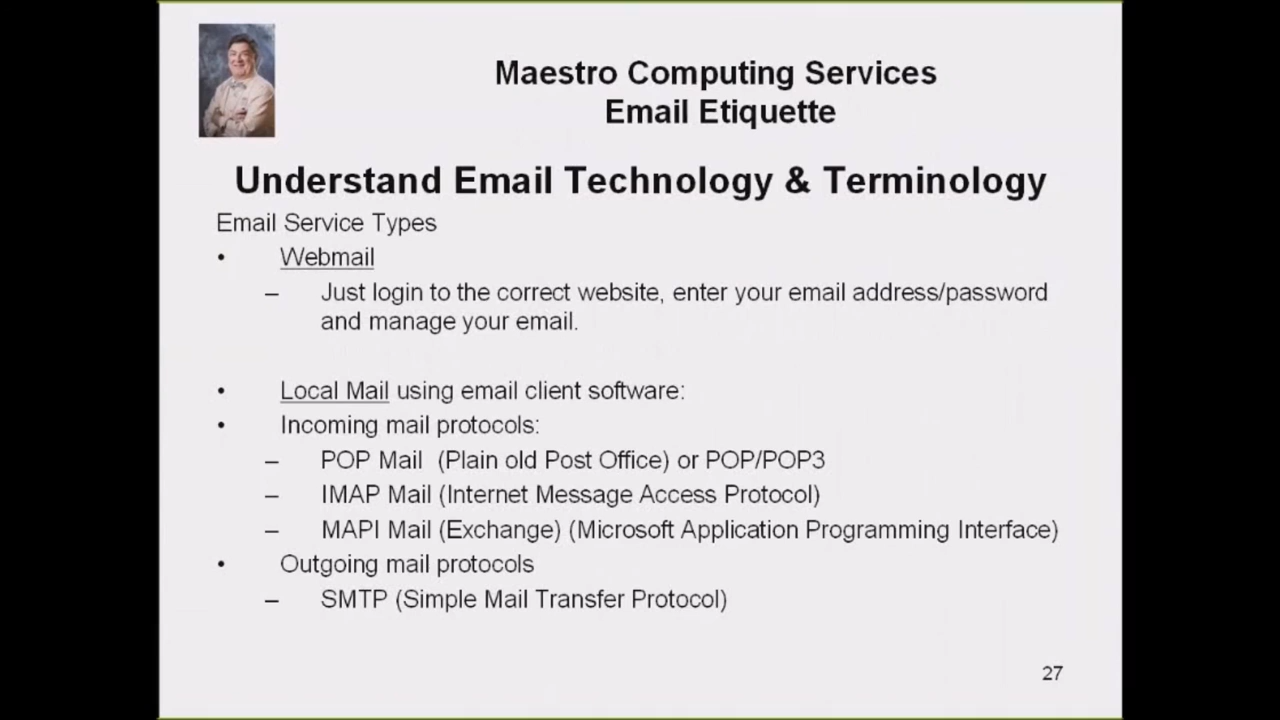 Maestro Computing Services
Email Etiquette
Understand Email Technology & Terminology
Email Service Types
• Webmail
– Just login to the correct website, enter your email address/password
and manage your email.
• Local Mail using email client software:
• Incoming mail protocols:
– POP Mail (Plain old Post Office) or POP/POP3
– IMAP Mail (Internet Message Access Protocol)
– MAPI Mail (Exchange) (Microsoft Application Programming Interface)
• Outgoing mail protocols
– SMTP (Simple Mail Transfer Protocol)
27